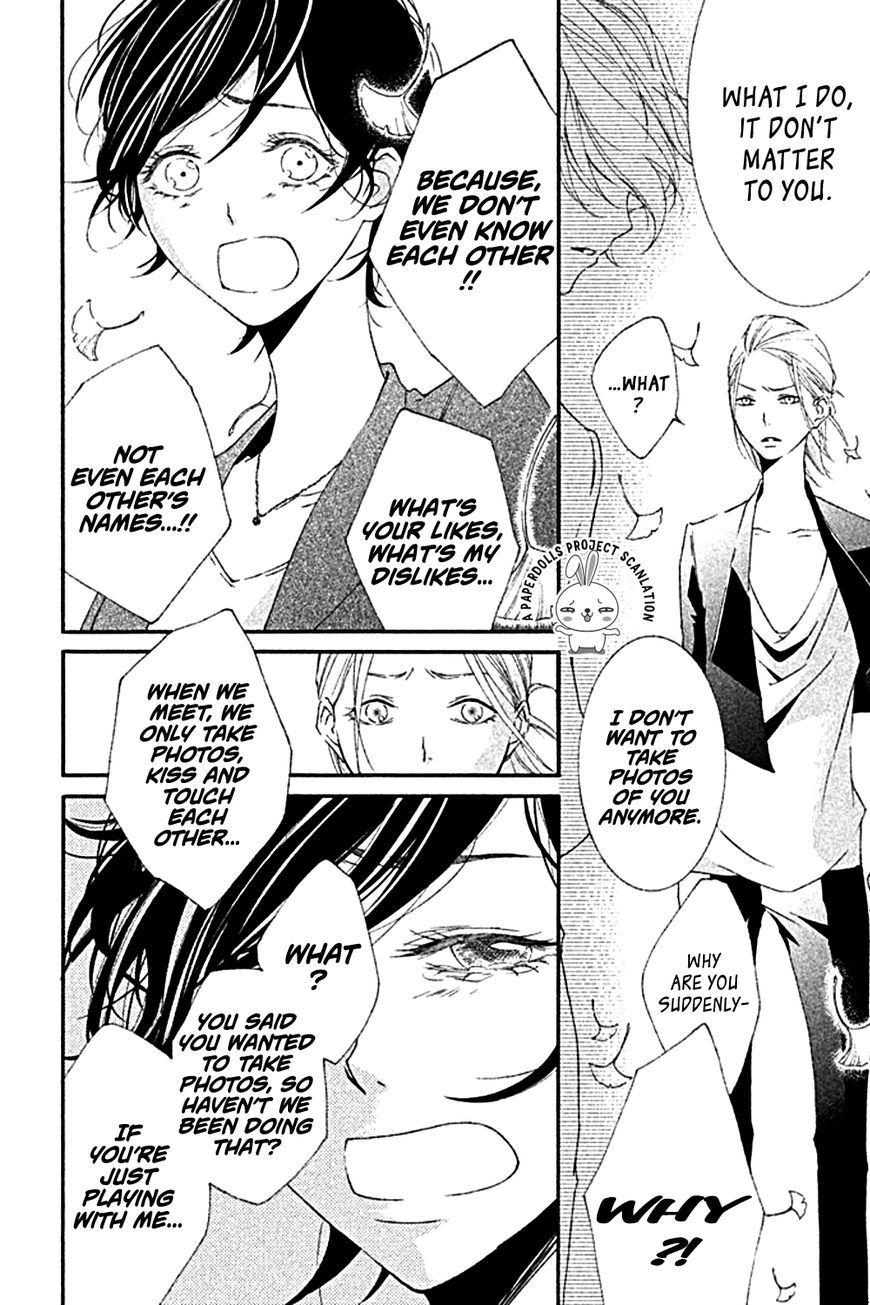 WHAT I DO,
IT DON'T
MATTER
TO YOU.
...WHAT
?
I DON'T
WANT TO
TAKE
PHOTOS
OF YOU
ANYMORE.
WHY
ARE YOU
SUDDENLY-
WHY
?!
BECAUSE,
WE DON'T
EVEN KNOW
EACH OTHER
!!
NOT
EVEN EACH
OTHER'S
NAMES...!!
WHAT'S
YOUR LIKES,
WHAT'S MY
DISLIKES...
A PAPERDOLLS PROJECT SCANLATION
WHEN WE
MEET, WE
ONLY TAKE
PHOTOS,
KISS AND
TOUCH
EACH
OTHER...
WHAT
?
YOU SAID
YOU WANTED
TO TAKE
PHOTOS, SO
HAVEN'T WE
BEEN DOING
THAT?
IF
YOU'RE
JUST
PLAYING
WITH ME...